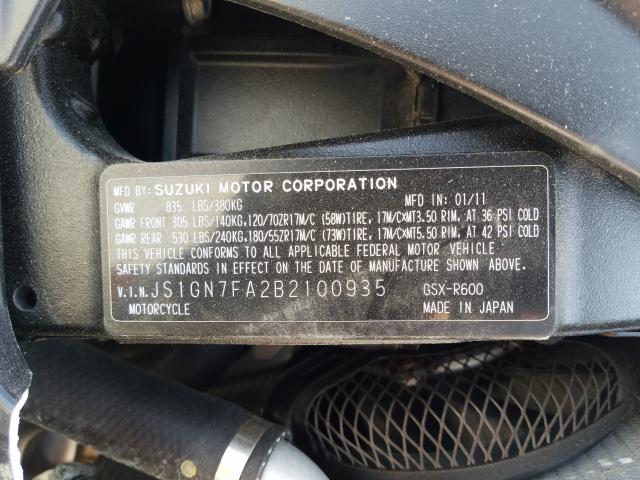 MFD BY: SUZUKI MOTOR CORPORATION
GVWR 835 LBS/380KG MFD IN: 01/11
GAWR FRONT 305 LBS/140KG,120/70ZR17M/C (58W)TIRE, 17M/C×MT3.50 RIM, AT 36 PSI COLD
GAWR REAR 530 LBS/240KG,180/55ZR17M/C (73W)TIRE, 17M/C×MT5.50 RIM, AT 42 PSI COLD
THIS VEHICLE CONFORMS TO ALL APPLICABLE FEDERAL MOTOR VEHICLE
SAFETY STANDARDS IN EFFECT ON THE DATE OF MANUFACTURE SHOWN ABOVE.
V.I.N. JS1GN7FA2B2100935 GSX-R600
MOTORCYCLE MADE IN JAPAN